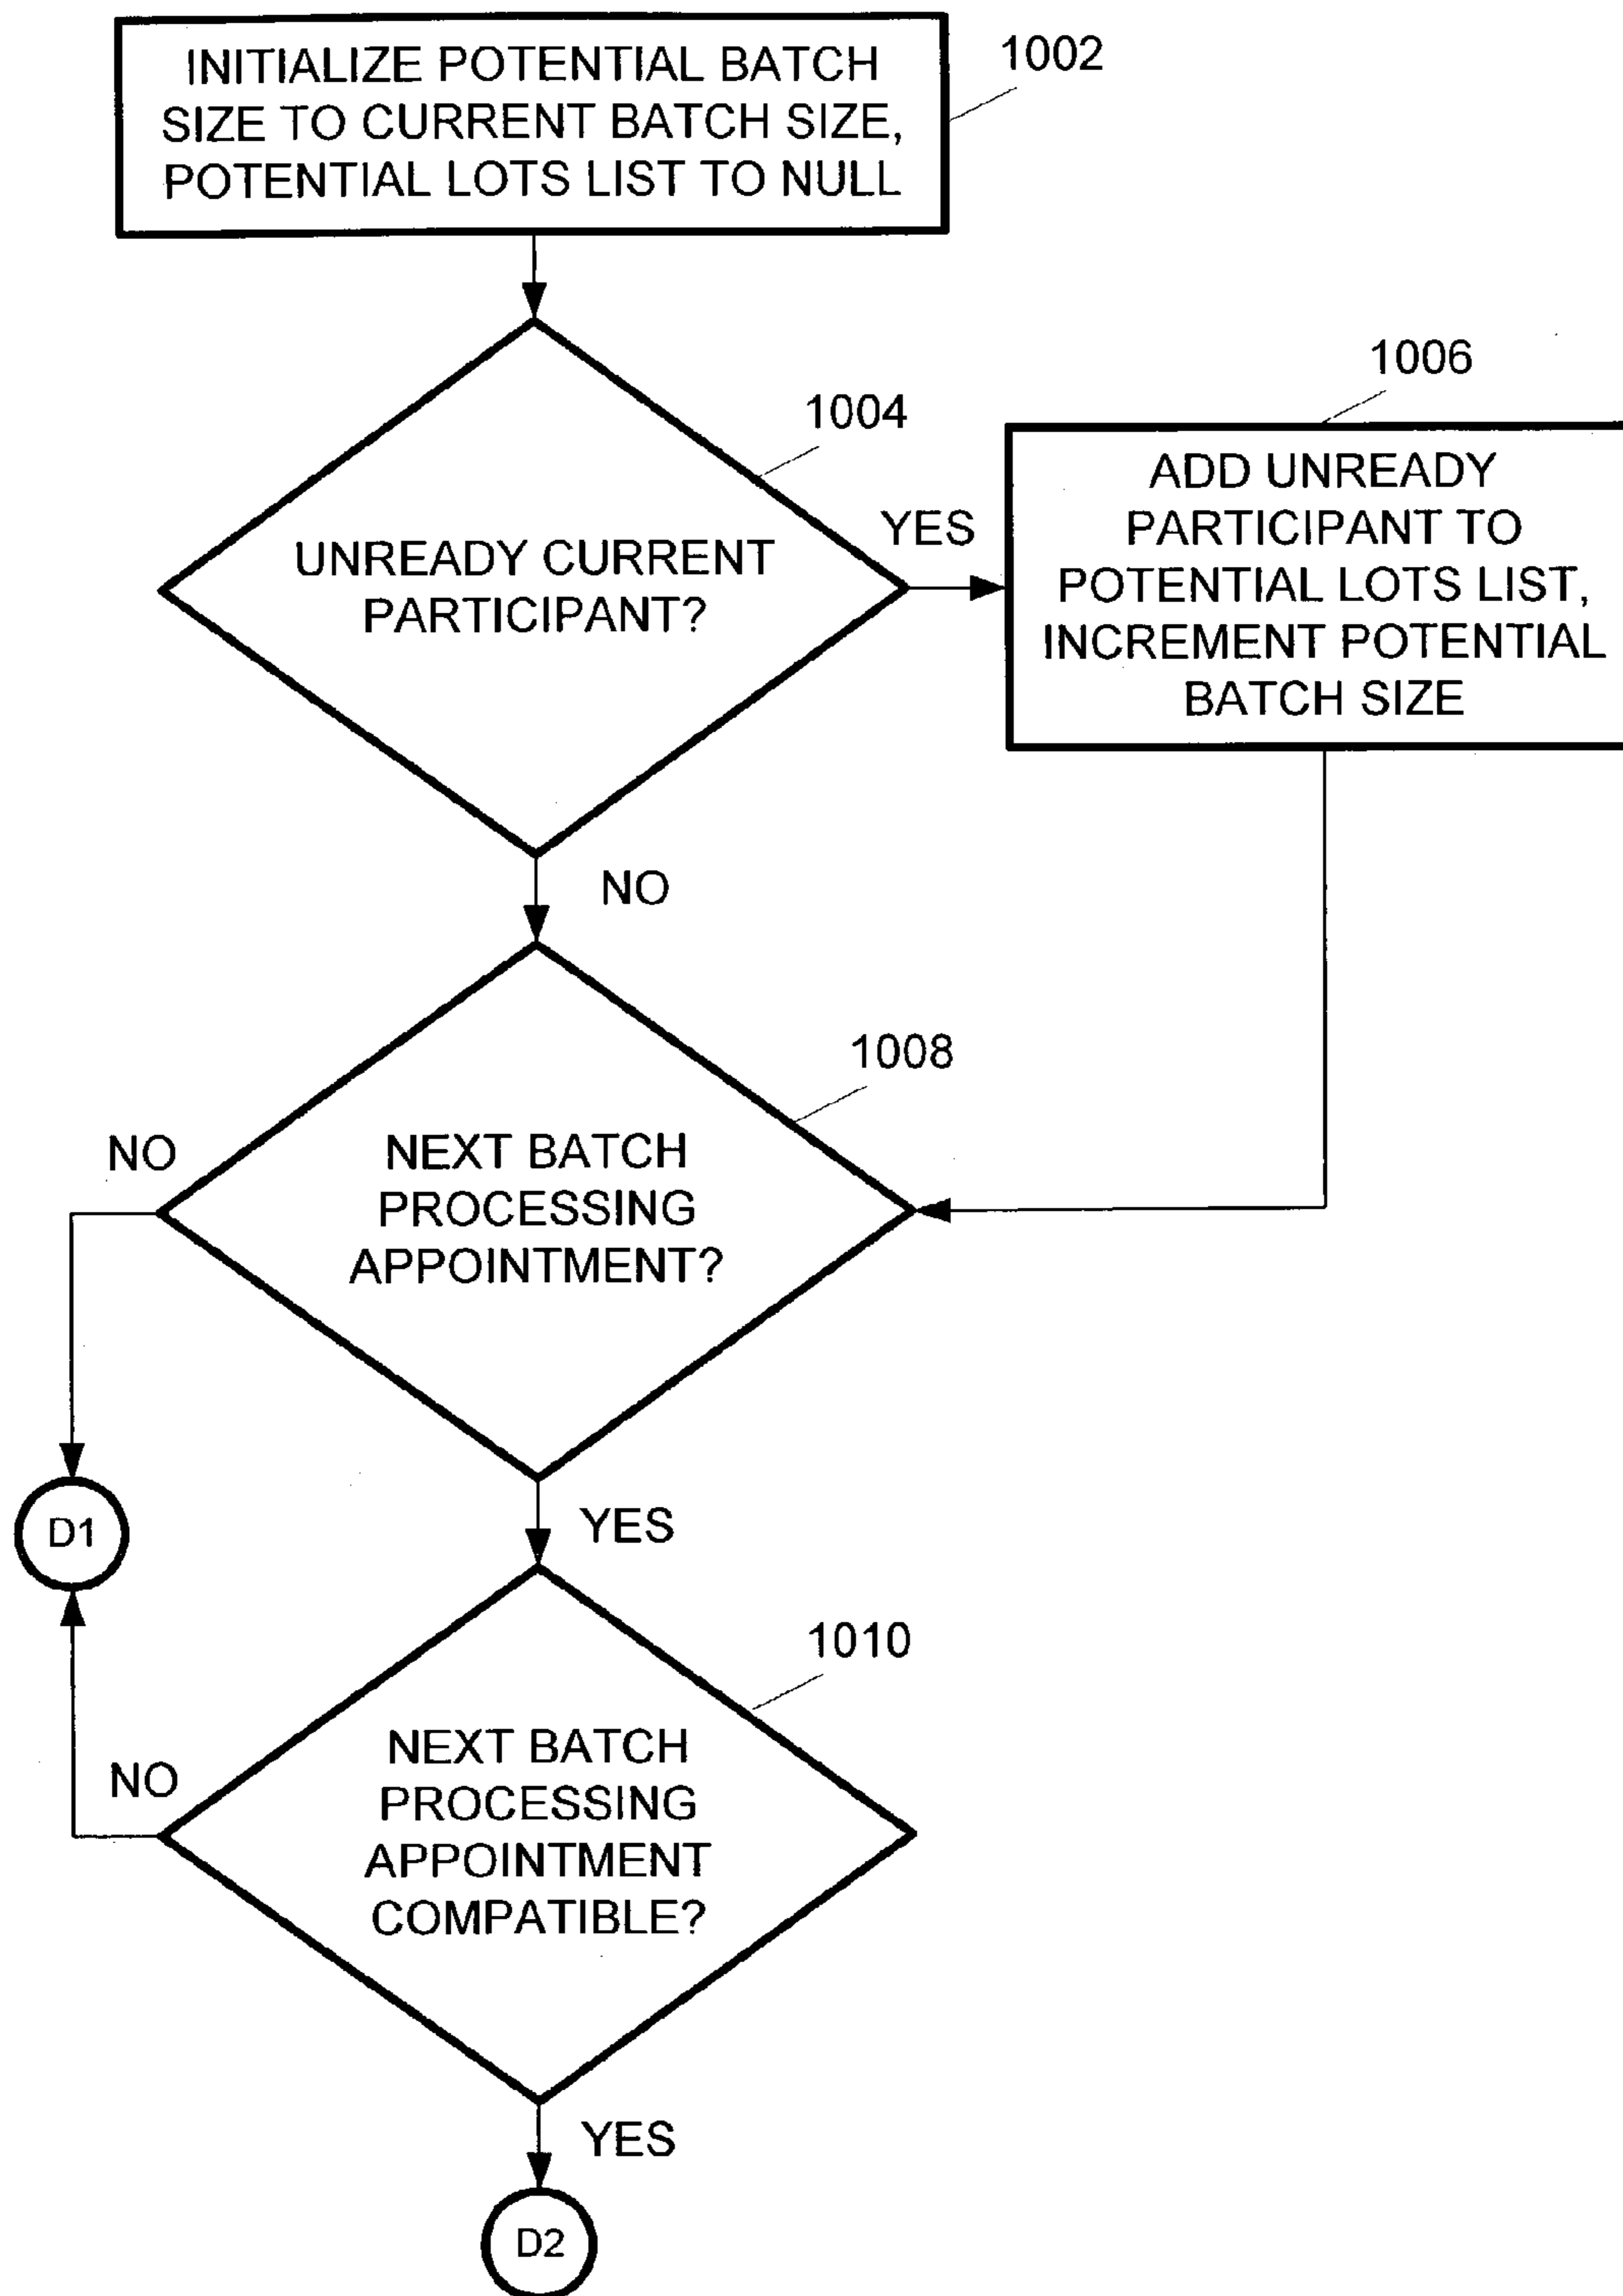 INITIALIZE POTENTIAL BATCH
SIZE TO CURRENT BATCH SIZE,
POTENTIAL LOTS LIST TO NULL
1002
1004
UNREADY CURRENT
PARTICIPANT?
YES
1006
ADD UNREADY
PARTICIPANT TO
POTENTIAL LOTS LIST,
INCREMENT POTENTIAL
BATCH SIZE
NO
1008
NEXT BATCH
PROCESSING
APPOINTMENT?
NO
D1
YES
1010
NEXT BATCH
PROCESSING
APPOINTMENT
COMPATIBLE?
NO
YES
D2